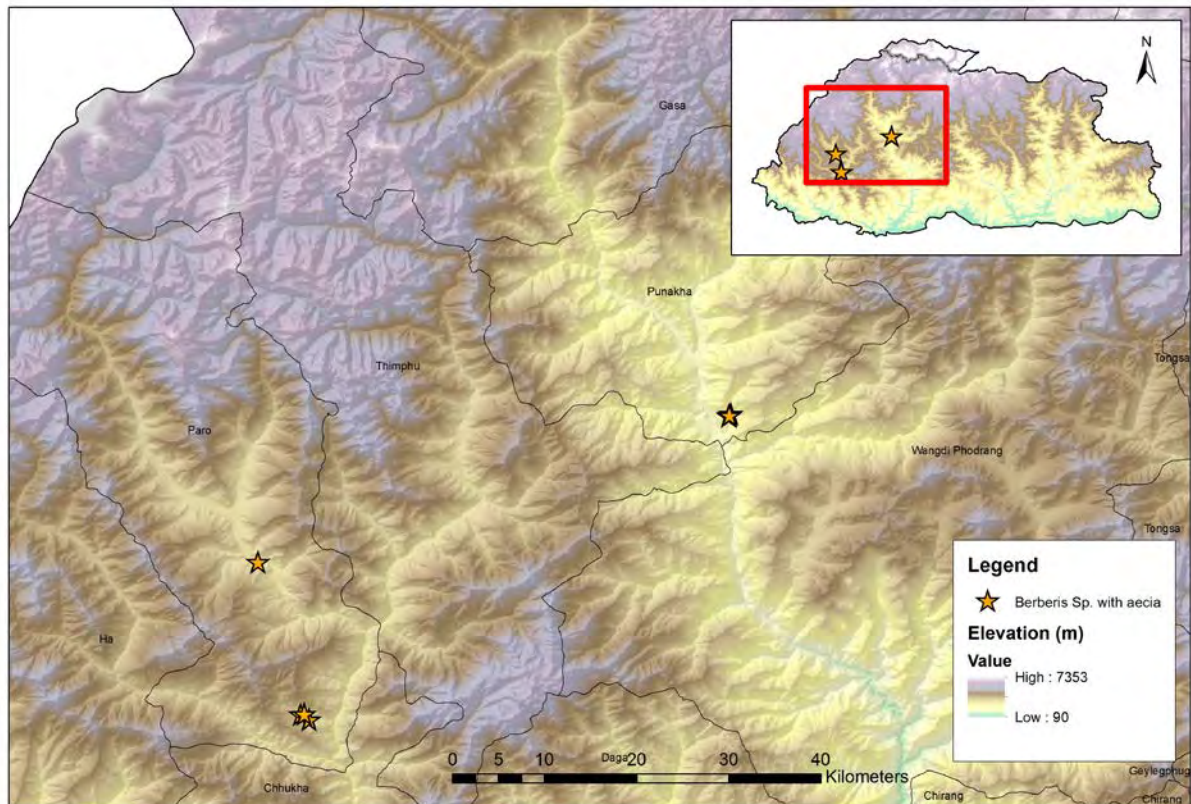 N
Gasa
Punakha
Thimphu
Tongsa
Paro
Wangdi Phodrang
Tongsa
Legend
Berberis Sp. with aecia
Ha
Elevation (m)
Value
High : 7353
Low : 90
0 5 10 20 30 40
Kilometers
Daga
Chhukha
Geylegphug
Chirang
Chirang